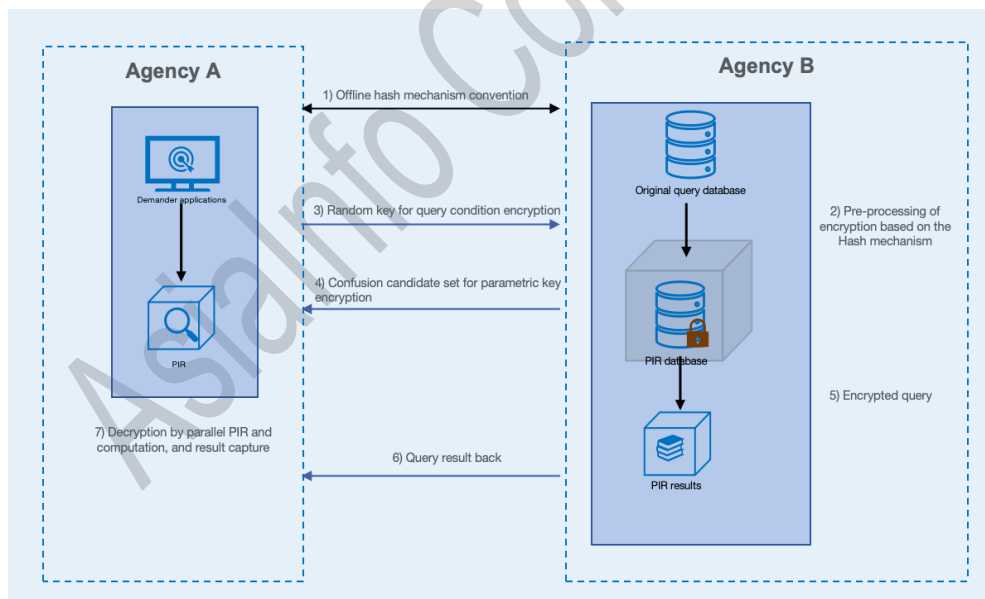 Agency A
Agency B
1) Offline hash mechanism convention
Demander applications
Original query database
3) Random key for query condition encryption
2) Pre-processing of
encryption based on the
Hash mechanism
4) Confusion candidate set for parametric key
encryption
PIR
PIR database
5) Encrypted query
7) Decryption by parallel PIR and
computation, and result capture
6) Query result back
PIR results
AsiaInfo Con